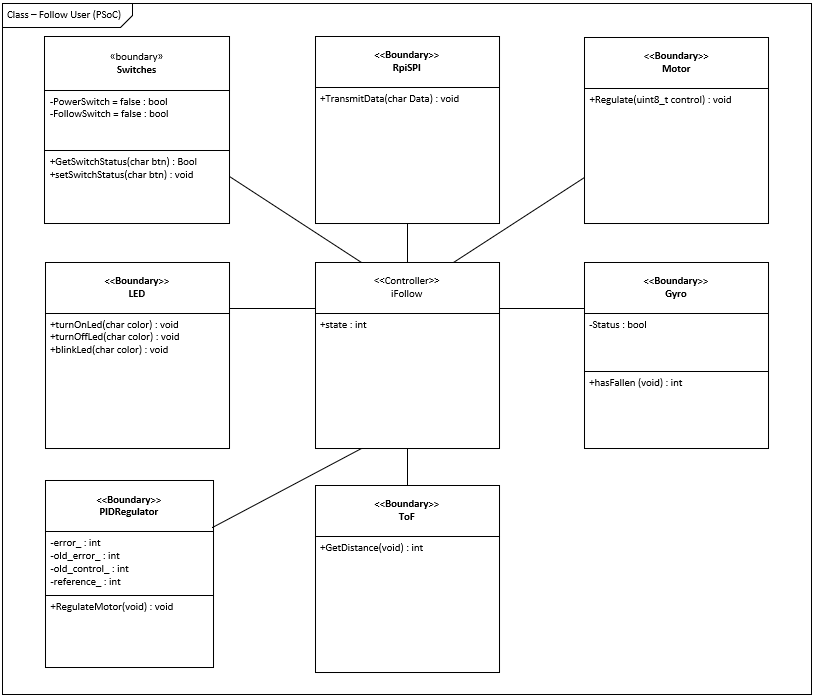 Class – Follow User (PSoC)
«boundary»
Switches
-PowerSwitch = false : bool
-FollowSwitch = false : bool
+GetSwitchStatus(char btn) : Bool
+setSwitchStatus(char btn) : void
<<Boundary>>
RpiSPI
+TransmitData(char Data) : void
<<Boundary>>
Motor
+Regulate(uint8_t control) : void
<<Boundary>>
LED
+turnOnLed(char color) : void
+turnOffLed(char color) : void
+blinkLed(char color) : void
<<Controller>>
iFollow
+state : int
<<Boundary>>
Gyro
-Status : bool
+hasFallen (void) : int
<<Boundary>>
PIDRegulator
-error_ : int
-old_error_ : int
-old_control_ : int
-reference_ : int
+RegulateMotor(void) : void
<<Boundary>>
ToF
+GetDistance(void) : int